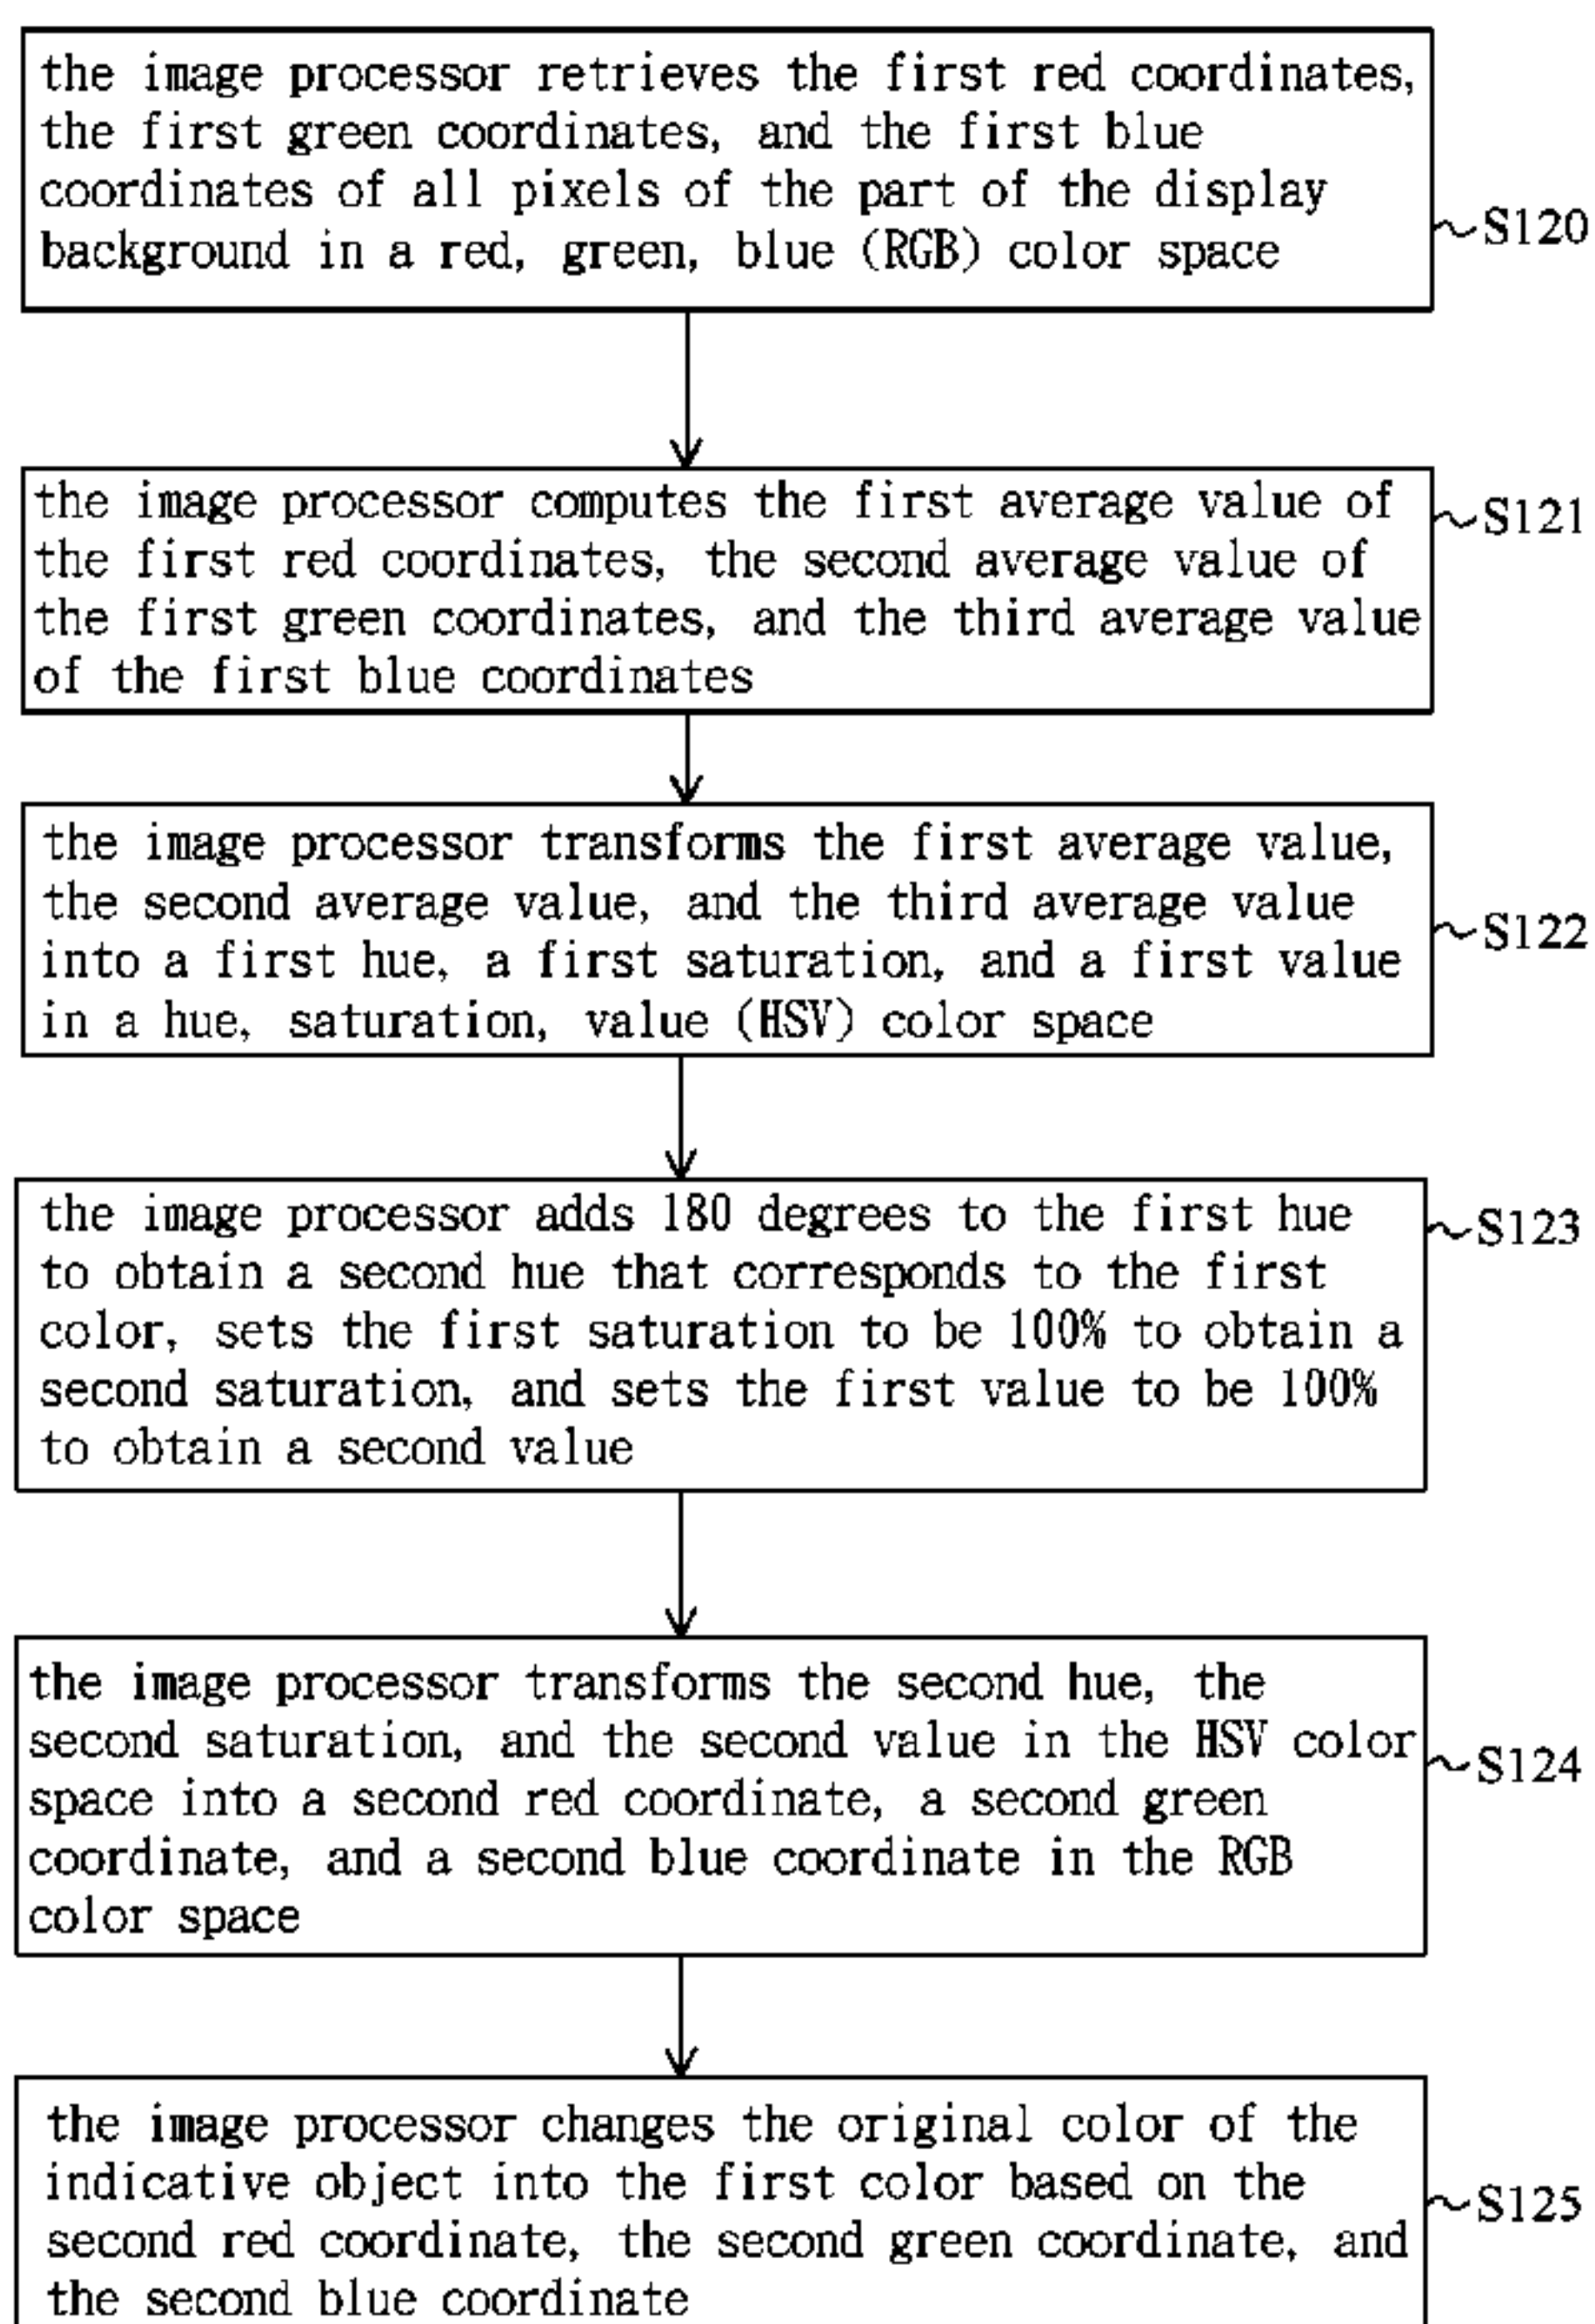 the image processor retrieves the first red coordinates,
the first green coordinates, and the first blue
coordinates of all pixels of the part of the display
background in a red, green, blue (RGB) color space
S120
the image processor computes the first average value of
the first red coordinates, the second average value of
the first green coordinates, and the third average value
of the first blue coordinates
S121
the image processor transforms the first average value,
the second average value, and the third average value
into a first hue, a first saturation, and a first value
in a hue, saturation, value (HSV) color space
S122
the image processor adds 180 degrees to the first hue
to obtain a second hue that corresponds to the first
color, sets the first saturation to be 100% to obtain a
second saturation, and sets the first value to be 100%
to obtain a second value
S123
the image processor transforms the second hue, the
second saturation, and the second value in the HSV color
space into a second red coordinate, a second green
coordinate, and a second blue coordinate in the RGB
color space
S124
the image processor changes the original color of the
indicative object into the first color based on the
second red coordinate, the second green coordinate, and
the second blue coordinate
S125